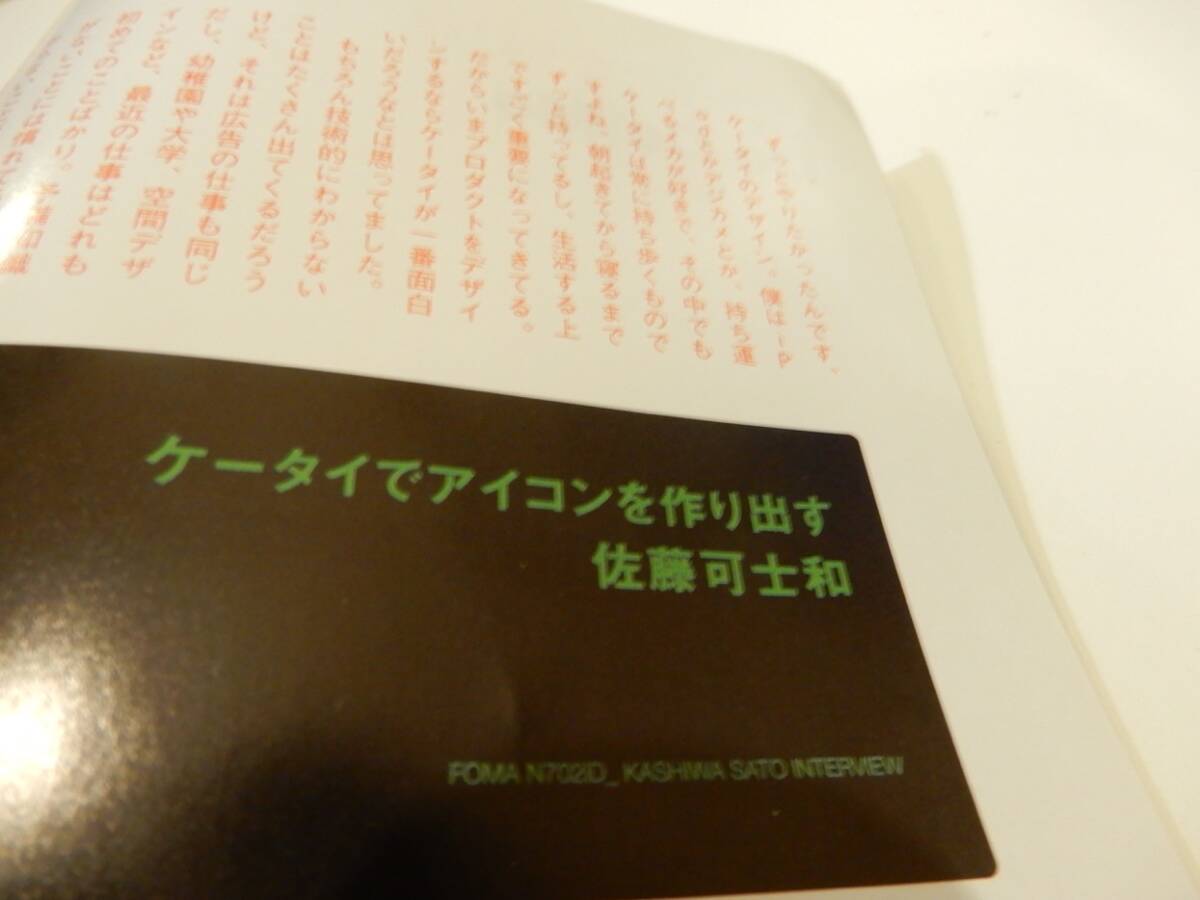 ずっとやりたかったんです、
ケータイのデザイン。僕はiP
odとかデジカメとか、持ち運
べるメカが好きで、その中でも
ケータイは常に持ち歩くもので
すよね。朝起きてから寝るまで
ずっと持ってるし、生活する上
ですごく重要になってきてる。
だからいまプロダクトをデザイ
ンするならケータイが一番面白
いだろうなとは思ってました。
もちろん技術的にわからない
ことはたくさん出てくるだろう
けど、それは広告の仕事も同じ
だし、幼稚園や大学、空間デザ
インなど、最近の仕事はどれも
初めてのことばかり。予備知識
ケータイでアイコンを作り出す
佐藤可士和
FOMA N702iD_ KASHIWA SATO INTERVIEW